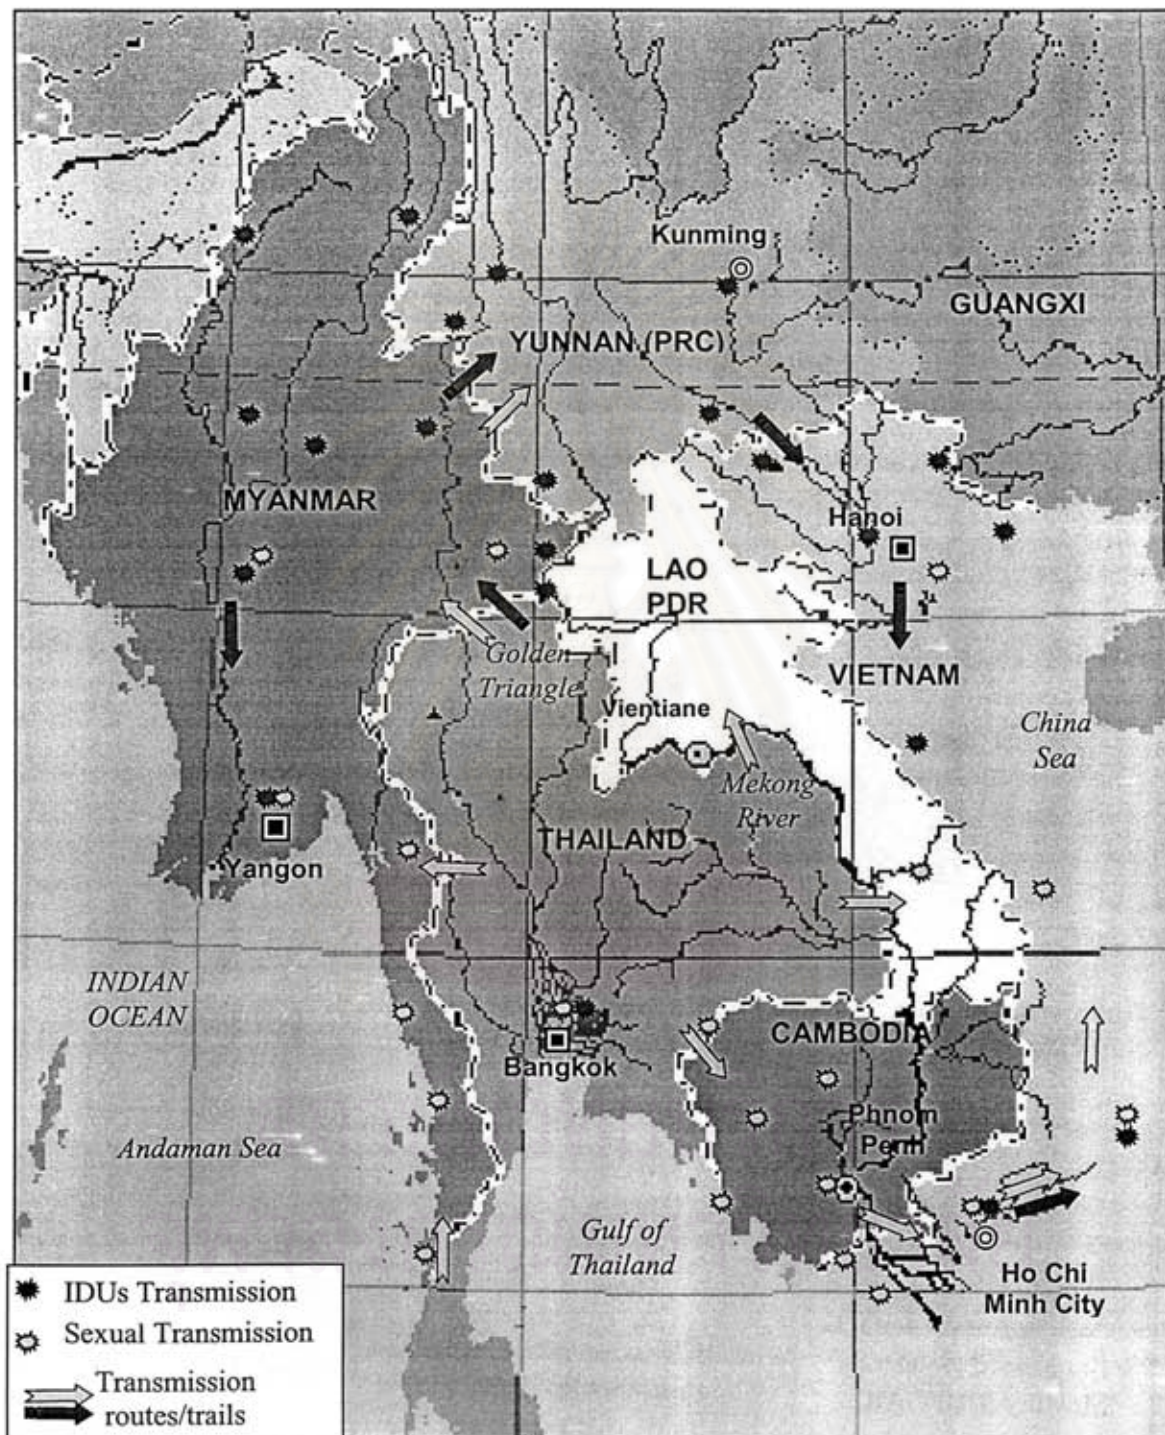 Kunming
GUANGXI
YUNNAN (PRC)
MYANMAR
Hanoi
LAO
PDR
Golden
Triangle
VIETNAM
Vientiane
China
Sea
Mekong
River
THAILAND
Yangon
INDIAN
OCEAN
CAMBODIA
Bangkok
Phnom
Penh
Andaman Sea
Gulf of
Thailand
Ho Chi
Minh City
IDUs Transmission
Sexual Transmission
Transmission
routes/trails